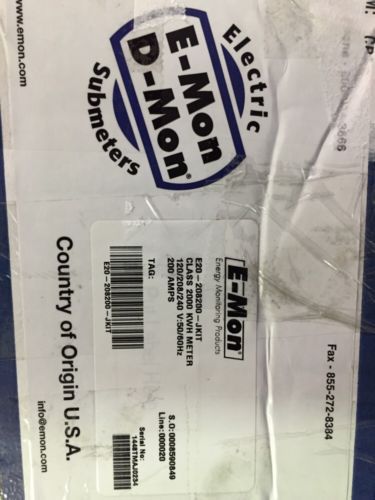 www.emon.com
Electric
E-Mon
D-Mon®
Submeters
E-Mon®
Energy Monitoring Products
E20-208200-JKIT
CLASS 2000 KWH METER
120/208/240 V:50/60Hz
200 AMPS
TAG:
E20-208200-JKIT
S.O:0008590849
Line:000020
Serial No:
1448TMAJ0234
Fax - 855-272-8384
Country of Origin U.S.A.
info@emon.com